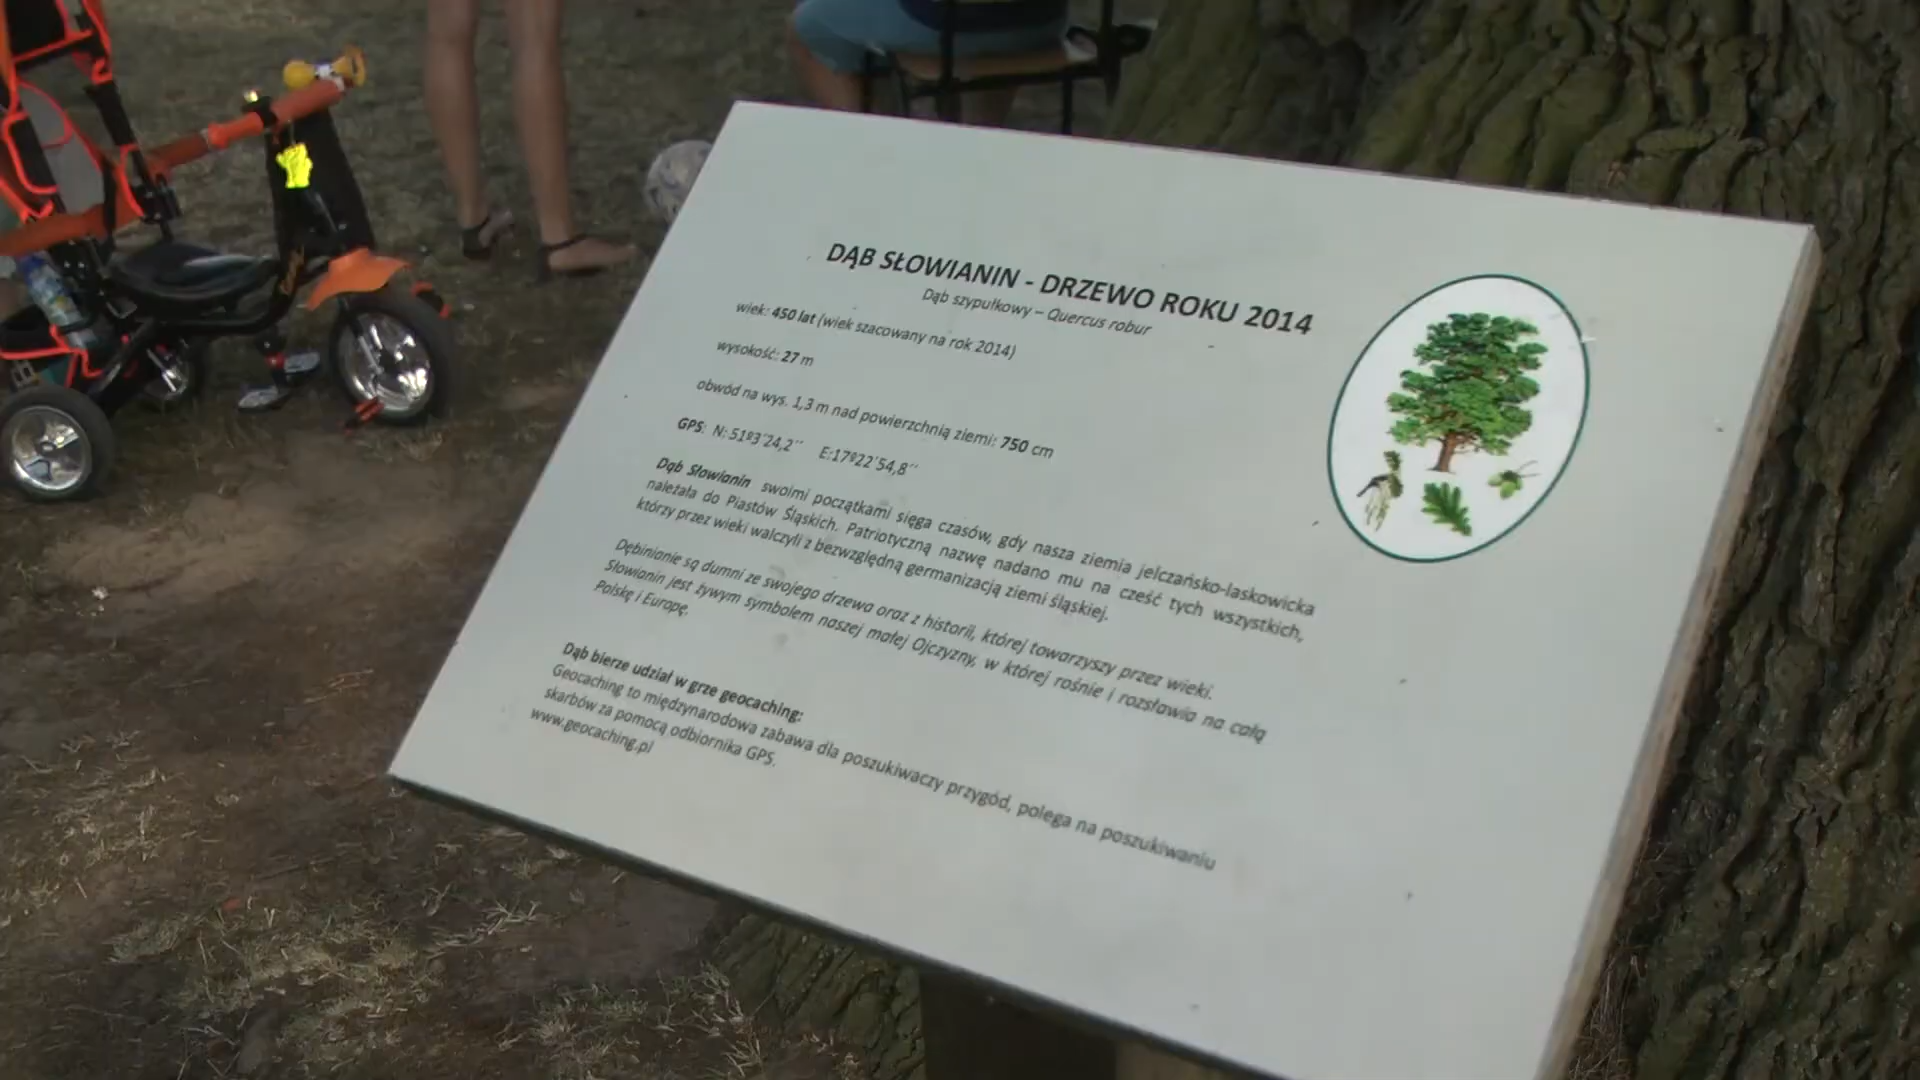 DĄB SŁOWIANIN - DRZEWO ROKU 2014
Dąb szypułkowy – Quercus robur
wiek: 450 lat (wiek szacowany na rok 2014)
wysokość: 27 m
obwód na wys. 1,3 m nad powierzchnią ziemi: 750 cm
GPS: N: 51º3´24,2´´ E:17º22´54,8´´
Dąb Słowianin swoimi początkami sięga czasów, gdy nasza ziemia jelczańsko-laskowicka
należała do Piastów Śląskich. Patriotyczną nazwę nadano mu na cześć tych wszystkich,
którzy przez wieki walczyli z bezwzględną germanizacją ziemi śląskiej.
Dębinianie są dumni ze swojego drzewa oraz z historii, której towarzyszy przez wieki.
Słowianin jest żywym symbolem naszej małej Ojczyzny, w której rośnie i rozsławia na całą
Polskę i Europę.
Dąb bierze udział w grze geocaching:
Geocaching to międzynarodowa zabawa dla poszukiwaczy przygód, polega na poszukiwaniu
skarbów za pomocą odbiornika GPS.
www.geocaching.pl